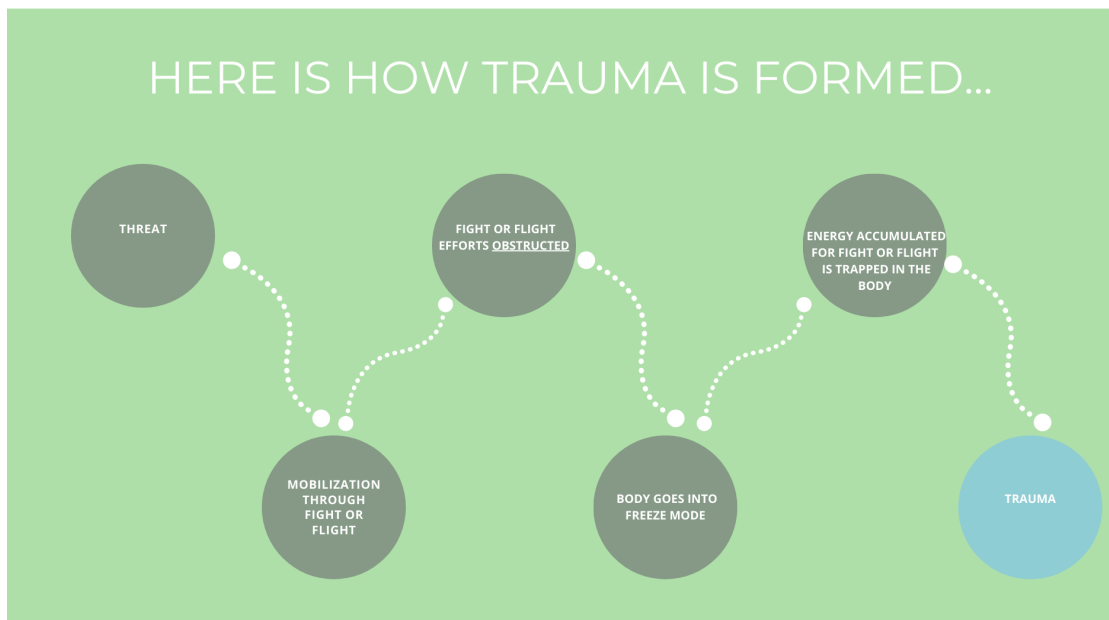 HERE IS HOW TRAUMA IS FORMED...
THREAT
MOBILIZATION
THROUGH
FIGHT OR
FLIGHT
FIGHT OR FLIGHT
EFFORTS OBSTRUCTED
BODY GOES INTO
FREEZE MODE
ENERGY ACCUMULATED
FOR FIGHT OR FLIGHT
IS TRAPPED IN THE
BODY
TRAUMA